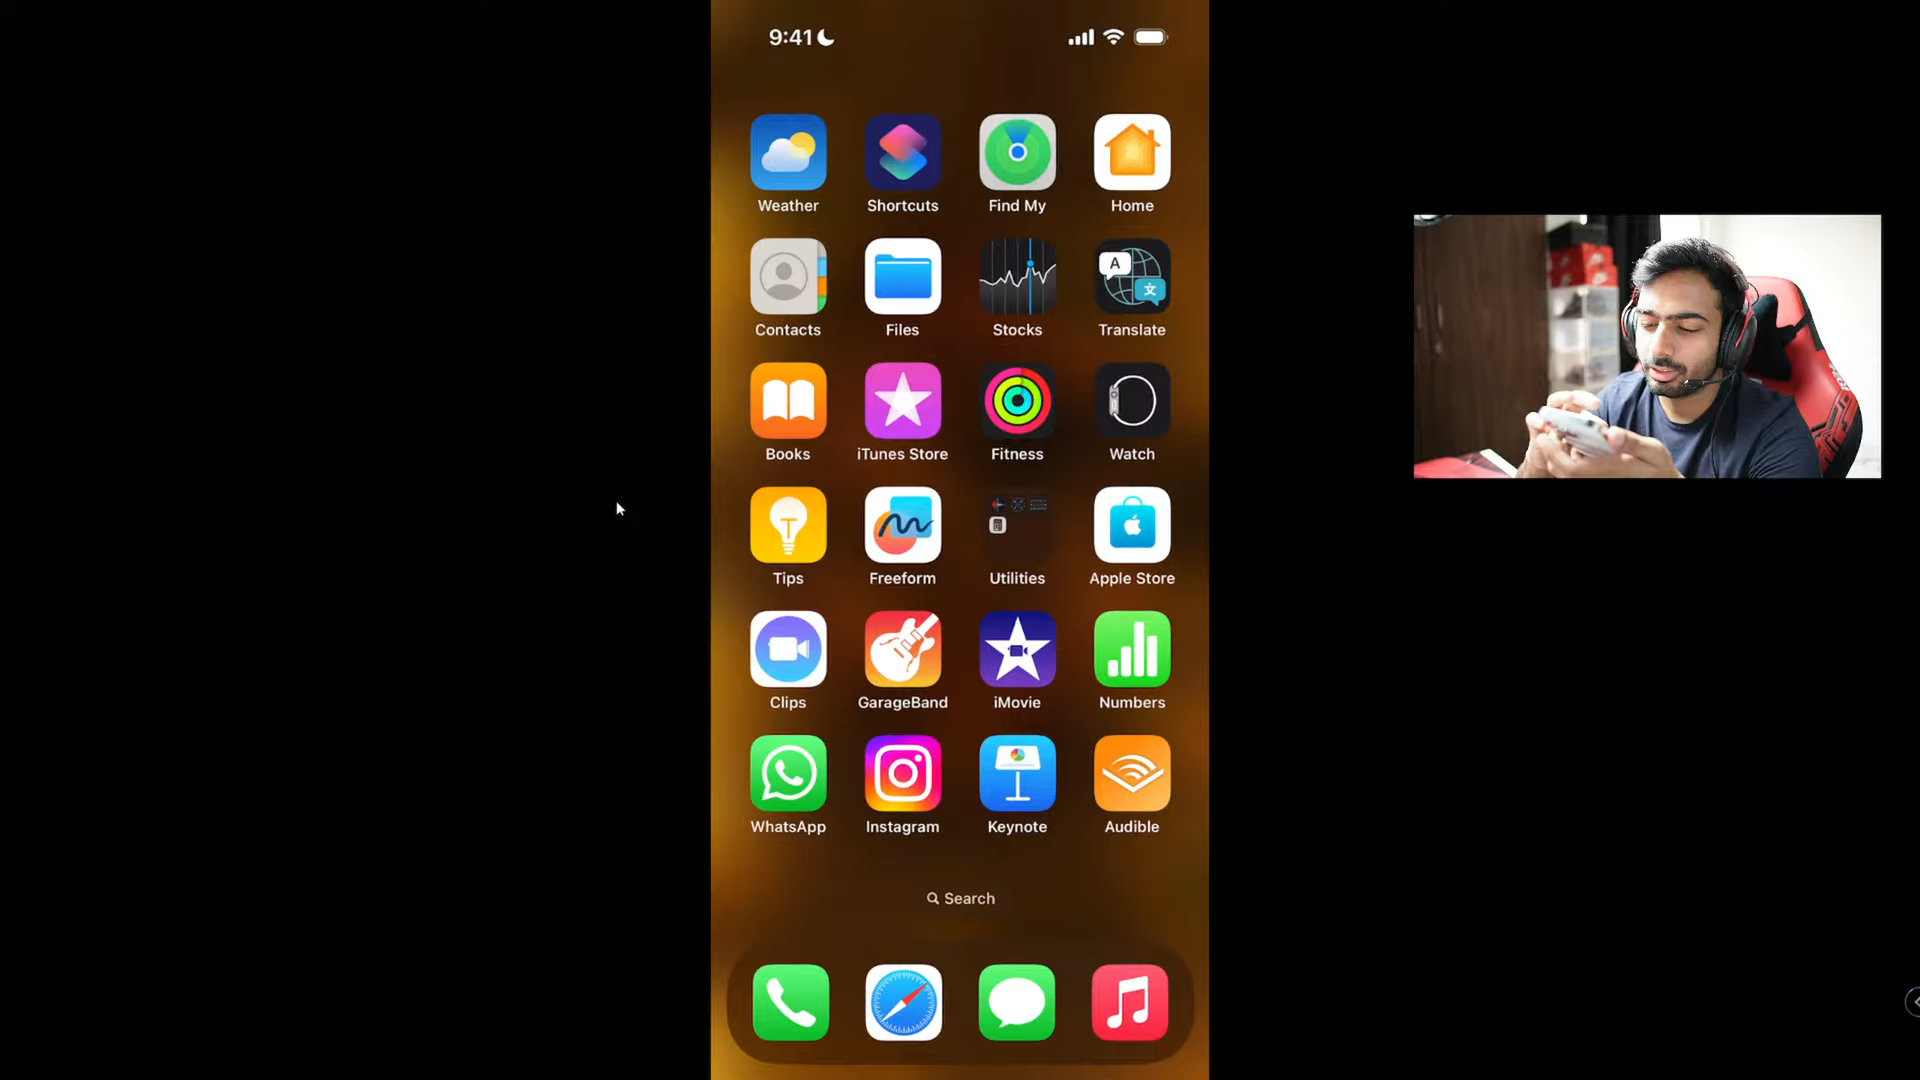 9:41
Weather Shortcuts Find My Home
A 文
Contacts Files Stocks Translate
Books iTunes Store Fitness Watch
Tips Freeform Utilities Apple Store
Clips GarageBand iMovie Numbers
WhatsApp Instagram Keynote Audible
Search